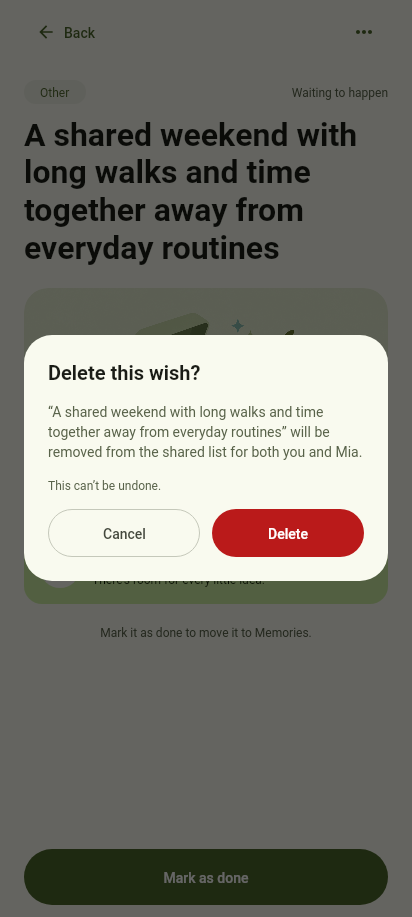 Back
Other
Waiting to happen
A shared weekend with
long walks and time
together away from
everyday routines
Delete this wish?
“A shared weekend with long walks and time
together away from everyday routines” will be
removed from the shared list for both you and Mia.
This can’t be undone.
Cancel
Delete
There's room for every little idea.
Mark it as done to move it to Memories.
Mark as done